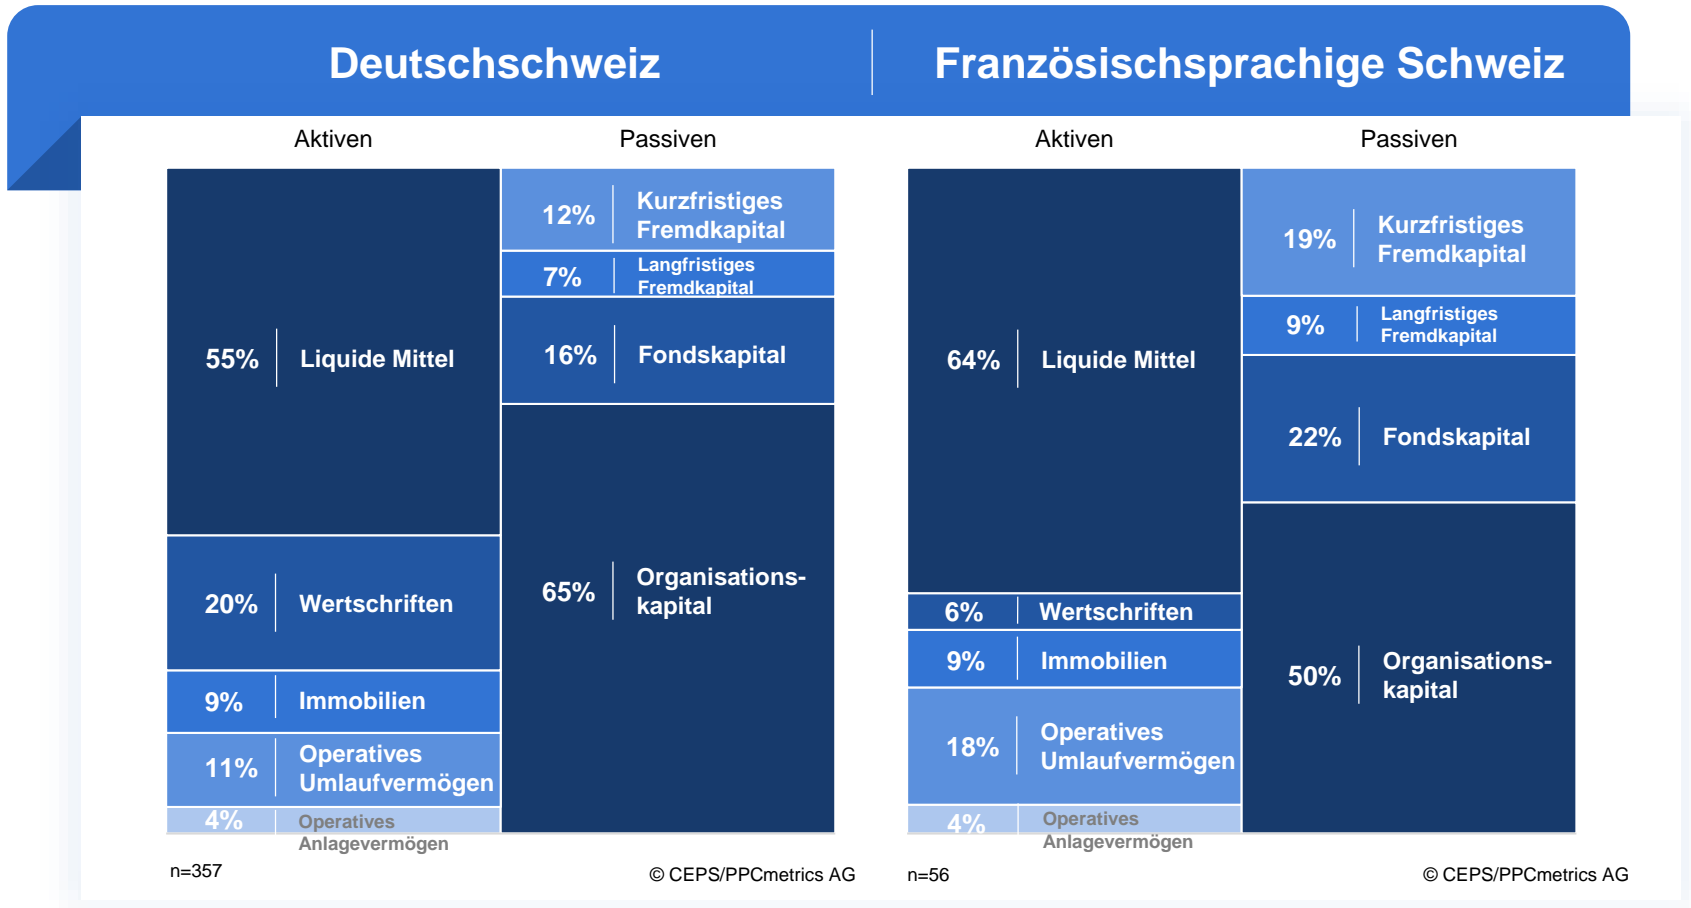 Deutschschweiz
Französischsprachige Schweiz
Aktiven
Passiven
55%
Liquide Mittel
20%
Wertschriften
9%
Immobilien
11%
Operatives
Umlaufvermögen
4%
Operatives
Anlagevermögen
12%
Kurzfristiges
Fremdkapital
7%
Langfristiges
Fremdkapital
16%
Fondskapital
65%
Organisations-
kapital
n=357
© CEPS/PPCmetrics AG
Aktiven
Passiven
64%
Liquide Mittel
6%
Wertschriften
9%
Immobilien
18%
Operatives
Umlaufvermögen
4%
Operatives
Anlagevermögen
19%
Kurzfristiges
Fremdkapital
9%
Langfristiges
Fremdkapital
22%
Fondskapital
50%
Organisations-
kapital
n=56
© CEPS/PPCmetrics AG